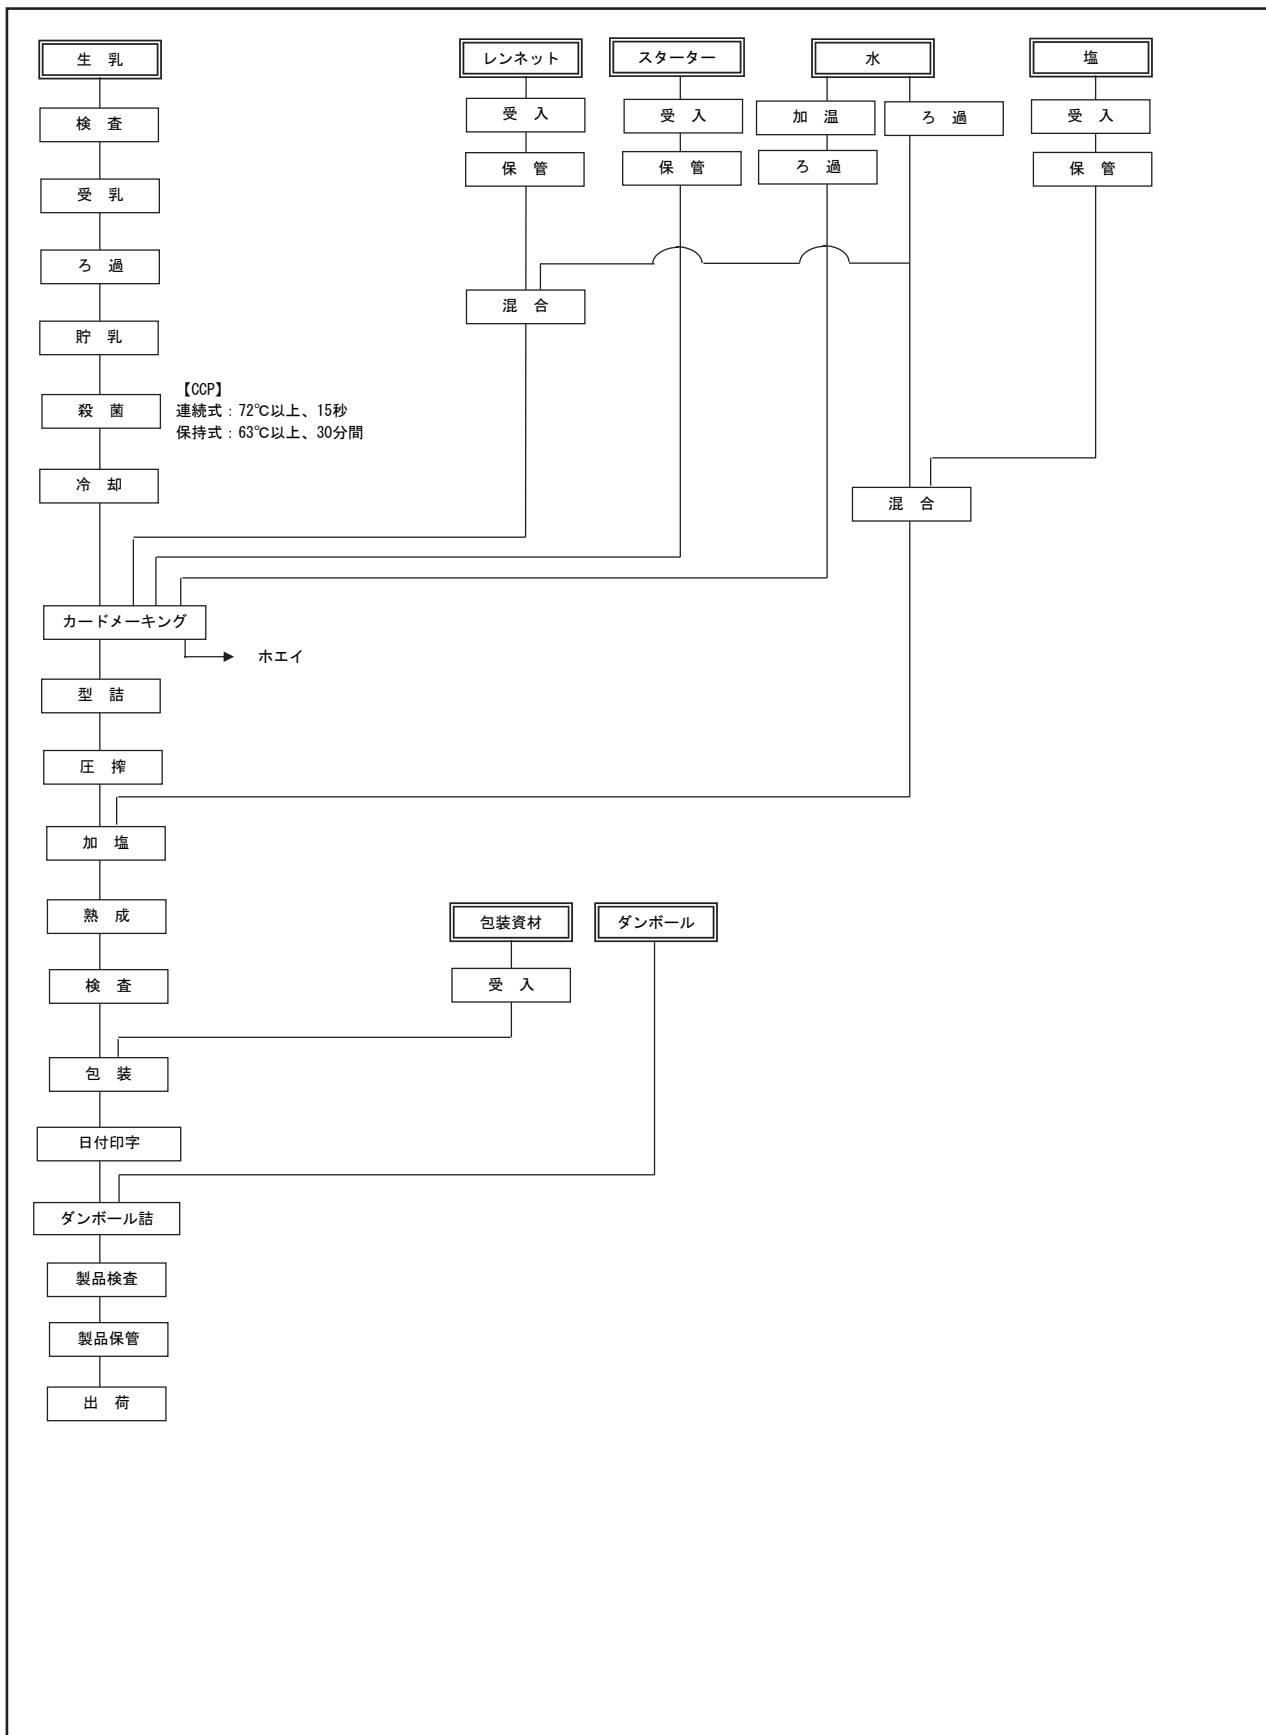 生　乳
レンネット
スターター
水
塩
検　査
受　入
受　入
加　温
ろ　過
受　入
保　管
保　管
ろ　過
保　管
受　乳
ろ　過
混　合
貯　乳
殺　菌
【CCP】
連続式：72℃以上、15秒
保持式：63℃以上、30分間
冷　却
混　合
カードメーキング
ホエイ
型　詰
圧　搾
加　塩
熟　成
包装資材
ダンボール
検　査
受　入
包　装
日付印字
ダンボール詰
製品検査
製品保管
出　荷